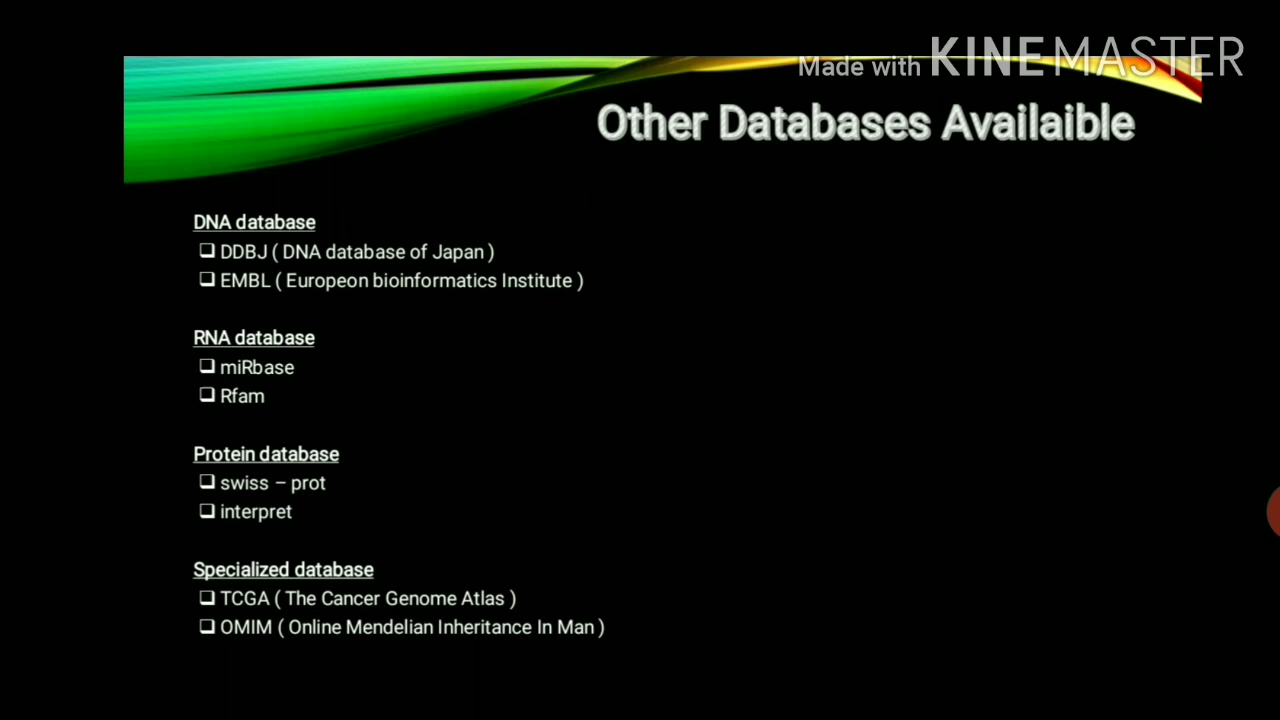 Made with KINEMASTER
Other Databases Availaible
DNA database
❑ DDBJ ( DNA database of Japan )
❑ EMBL ( Europeon bioinformatics Institute )
RNA database
❑ miRbase
❑ Rfam
Protein database
❑ swiss – prot
❑ interpret
Specialized database
❑ TCGA ( The Cancer Genome Atlas )
❑ OMIM ( Online Mendelian Inheritance In Man )